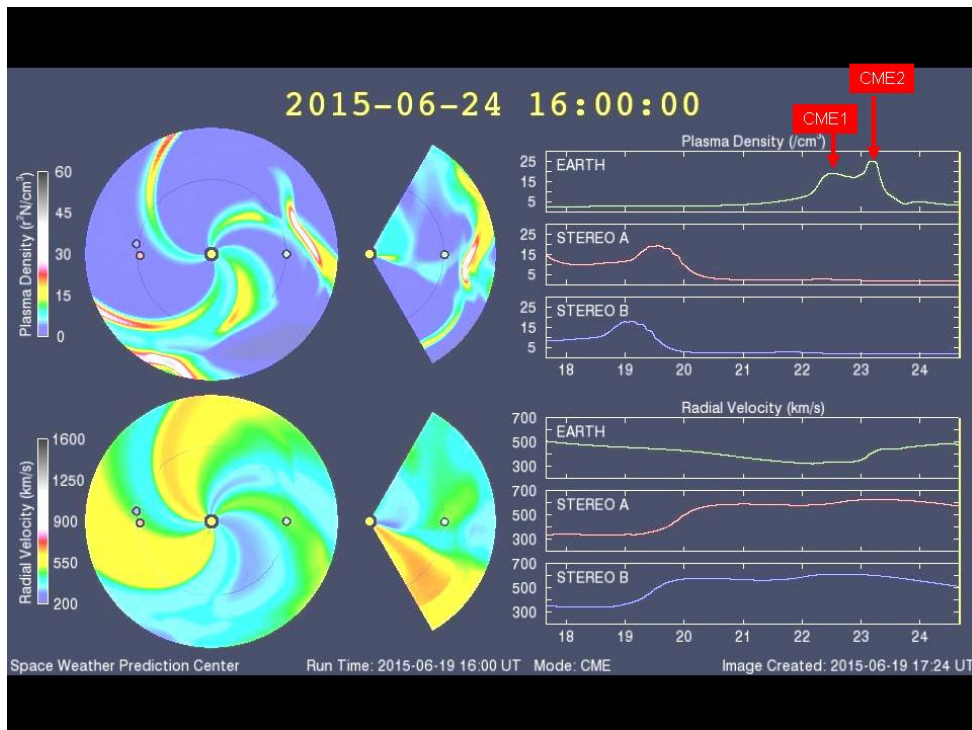 2015-06-24 16:00:00
CME1
CME2
Plasma Density (r²N/cm³)
60
45
30
15
0
Plasma Density (/cm³)
EARTH
25
15
5
STEREO A
25
15
5
STEREO B
25
15
5
18 19 20 21 22 23 24
Radial Velocity (km/s)
1600
1250
900
550
200
Radial Velocity (km/s)
EARTH
700
500
300
STEREO A
700
500
300
STEREO B
700
500
300
18 19 20 21 22 23 24
Space Weather Prediction Center
Run Time: 2015-06-19 16:00 UT Mode: CME
Image Created: 2015-06-19 17:24 UT